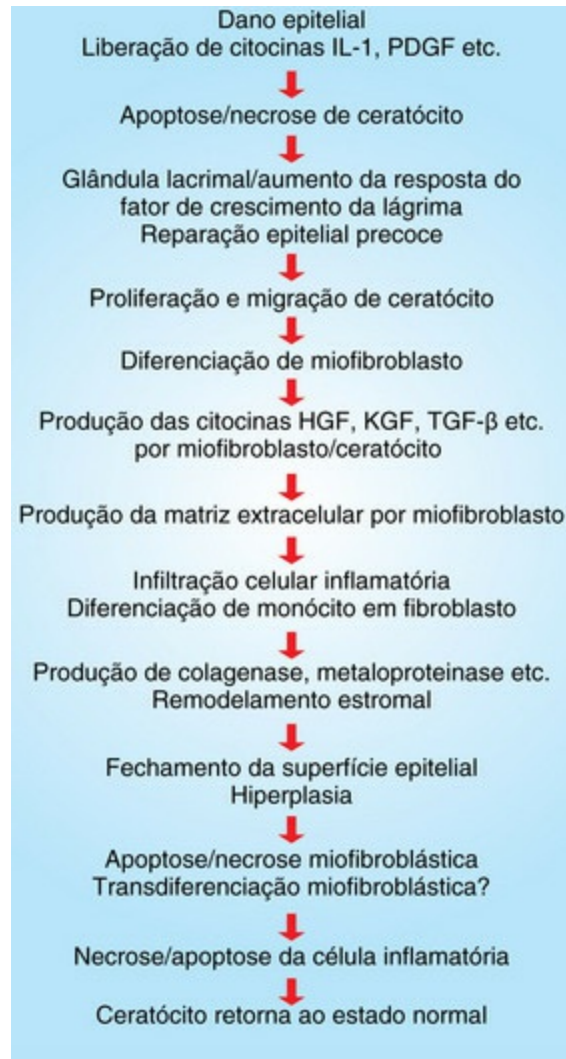 Dano epitelial
Liberação de citocinas IL-1, PDGF etc.
Apoptose/necrose de ceratócito
Glândula lacrimal/aumento da resposta do
fator de crescimento da lágrima
Reparação epitelial precoce
Proliferação e migração de ceratócito
Diferenciação de miofibroblasto
Produção das citocinas HGF, KGF, TGF-β etc.
por miofibroblasto/ceratócito
Produção da matriz extracelular por miofibroblasto
Infiltração celular inflamatória
Diferenciação de monócito em fibroblasto
Produção de colagenase, metaloproteinase etc.
Remodelamento estromal
Fechamento da superfície epitelial
Hiperplasia
Apoptose/necrose miofibroblástica
Transdiferenciação miofibroblástica?
Necrose/apoptose da célula inflamatória
Ceratócito retorna ao estado normal